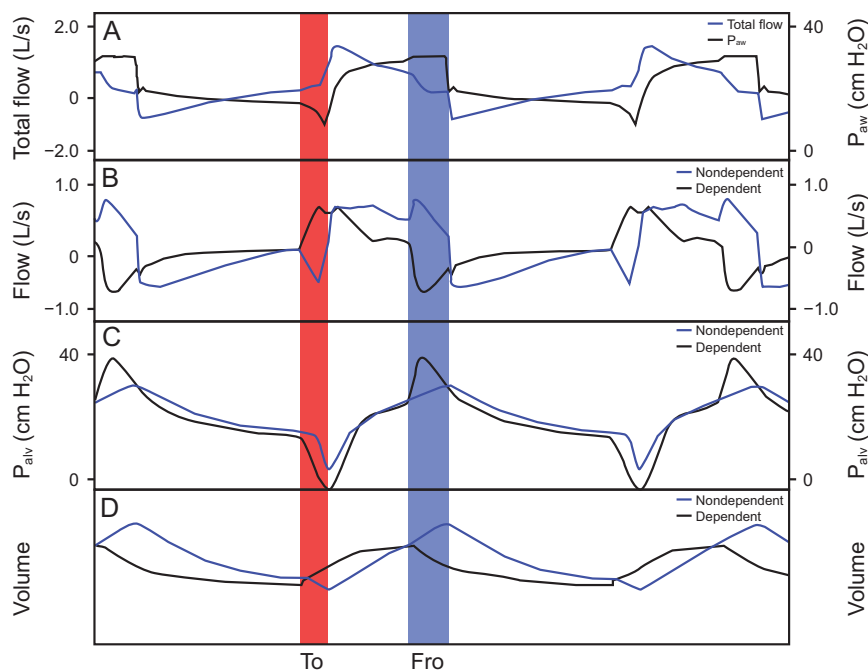 A
Total flow (L/s)
2.0
0
−2.0
Total flow
Paw
40
0
Paw (cm H2O)
B
Flow (L/s)
1.0
0
−1.0
Nondependent
Dependent
1.0
0
−1.0
Flow (L/s)
C
Palv (cm H2O)
40
0
Nondependent
Dependent
40
0
Palv (cm H2O)
D
Volume
Nondependent
Dependent
Volume
To
Fro